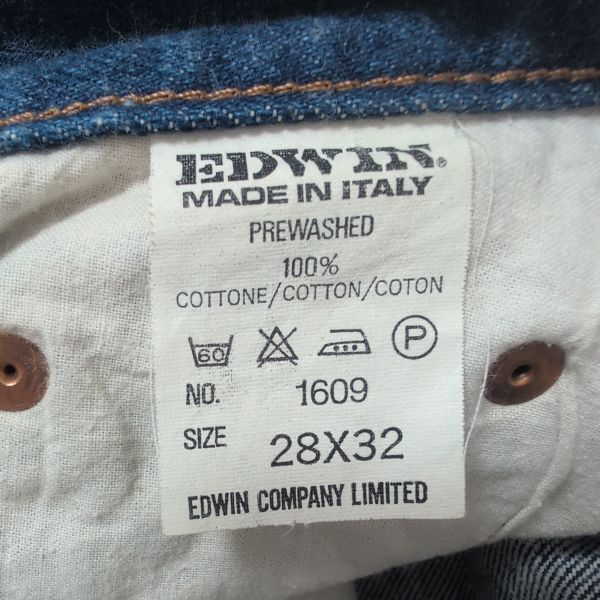 EDWIN®
MADE IN ITALY
PREWASHED
100%
COTTONE/COTTON/COTON
60 P
NO. 1609
SIZE 28X32
EDWIN COMPANY LIMITED